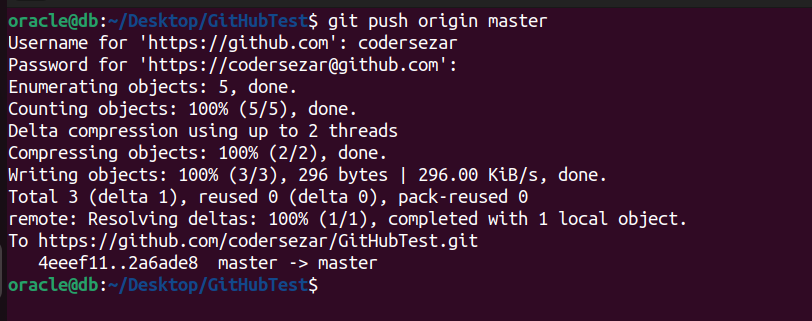 oracle@db:~/Desktop/GitHubTest$ git push origin master
Username for 'https://github.com': codersezar
Password for 'https://codersezar@github.com':
Enumerating objects: 5, done.
Counting objects: 100% (5/5), done.
Delta compression using up to 2 threads
Compressing objects: 100% (2/2), done.
Writing objects: 100% (3/3), 296 bytes | 296.00 KiB/s, done.
Total 3 (delta 1), reused 0 (delta 0), pack-reused 0
remote: Resolving deltas: 100% (1/1), completed with 1 local object.
To https://github.com/codersezar/GitHubTest.git
   4eeef11..2a6ade8  master -> master
oracle@db:~/Desktop/GitHubTest$